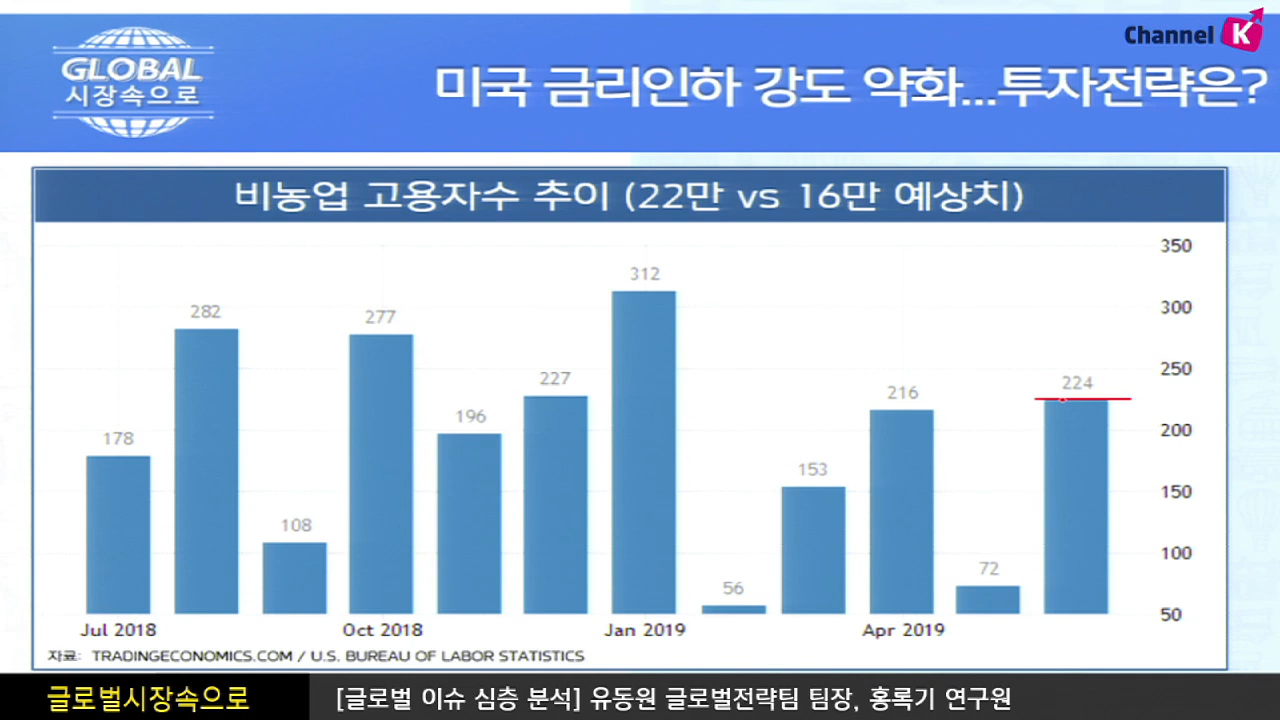 Channel K
GLOBAL
시장속으로
미국 금리인하 강도 약화...투자전략은?
비농업 고용자수 추이 (22만 vs 16만 예상치)
350
300
250
200
150
100
50
178
282
108
277
196
227
312
56
153
216
72
224
Jul 2018
Oct 2018
Jan 2019
Apr 2019
자료: TRADINGECONOMICS.COM / U.S. BUREAU OF LABOR STATISTICS
글로벌시장속으로
[글로벌 이슈 심층 분석] 유동원 글로벌전략팀 팀장, 홍록기 연구원